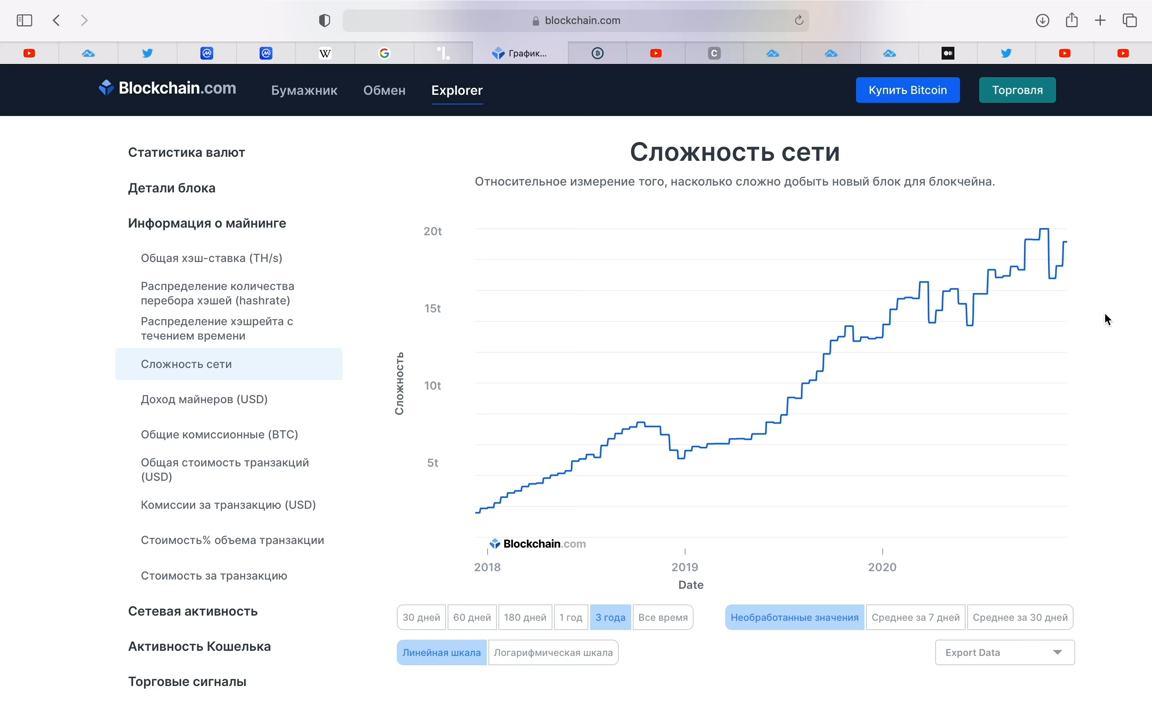 blockchain.com
W
G
График...
C
Blockchain.com
Бумажник
Обмен
Explorer
Купить Bitcoin
Торговля
Статистика валют
Детали блока
Информация о майнинге
Общая хэш-ставка (TH/s)
Распределение количества
перебора хэшей (hashrate)
Распределение хэшрейта с
течением времени
Сложность сети
Доход майнеров (USD)
Общие комиссионные (BTC)
Общая стоимость транзакций
(USD)
Комиссии за транзакцию (USD)
Стоимость% объема транзакции
Стоимость за транзакцию
Сетевая активность
Активность Кошелька
Торговые сигналы
Сложность сети
Относительное измерение того, насколько сложно добыть новый блок для блокчейна.
20t
15t
10t
5t
Сложность
Blockchain.com
2018
2019
2020
Date
30 дней
60 дней
180 дней
1 год
3 года
Все время
Необработанные значения
Среднее за 7 дней
Среднее за 30 дней
Линейная шкала
Логарифмическая шкала
Export Data